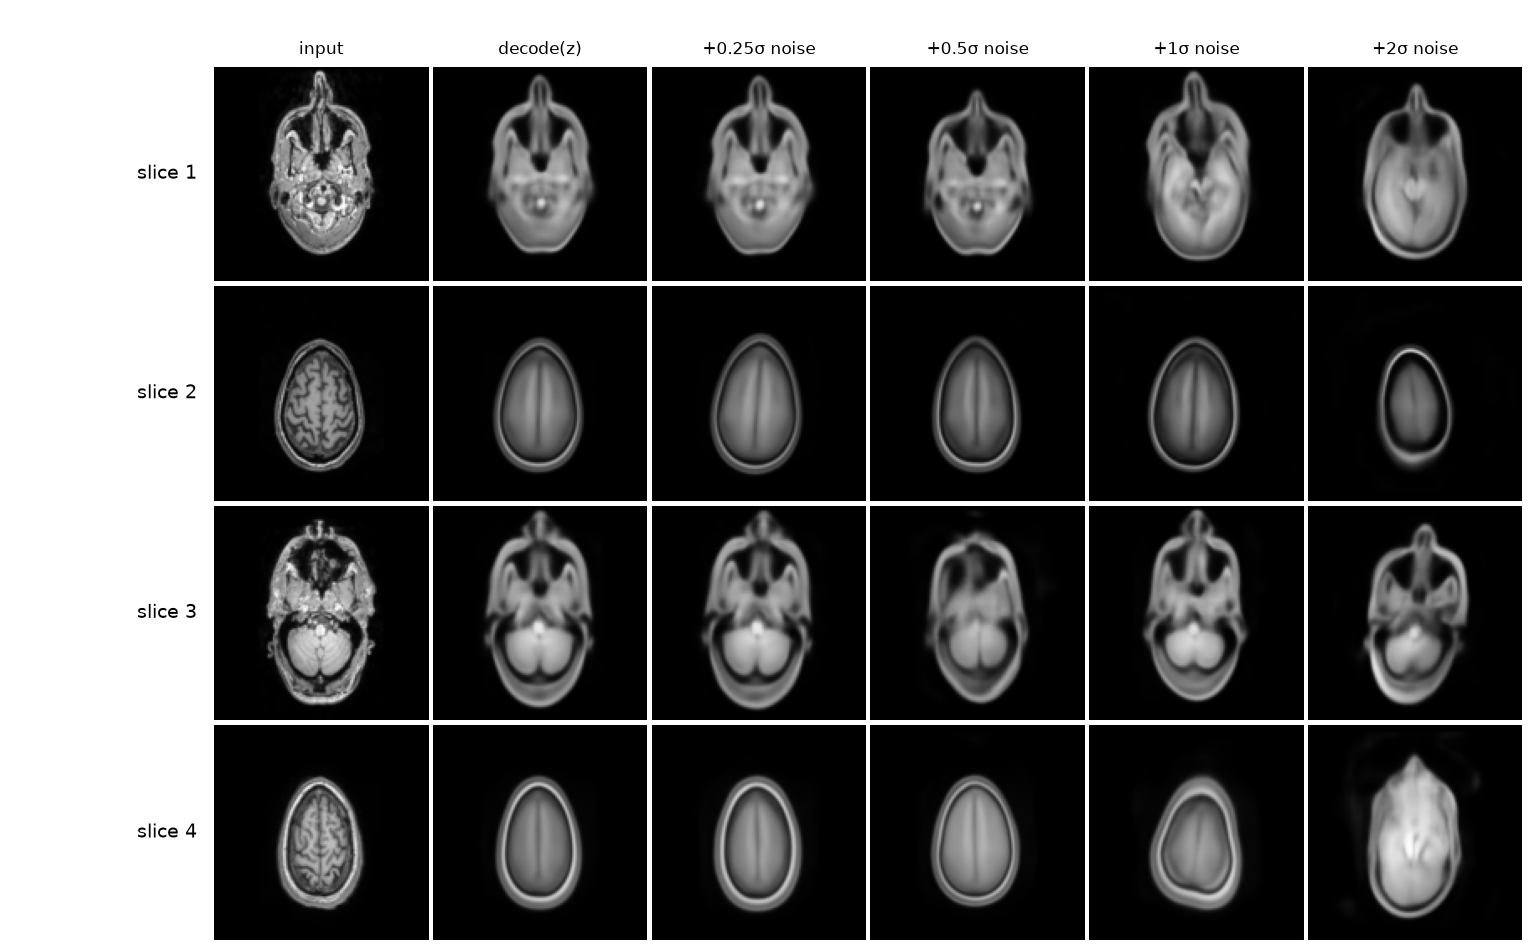 input decode(z) +0.25σ noise +0.5σ noise +1σ noise +2σ noise
slice 1
slice 2
slice 3
slice 4